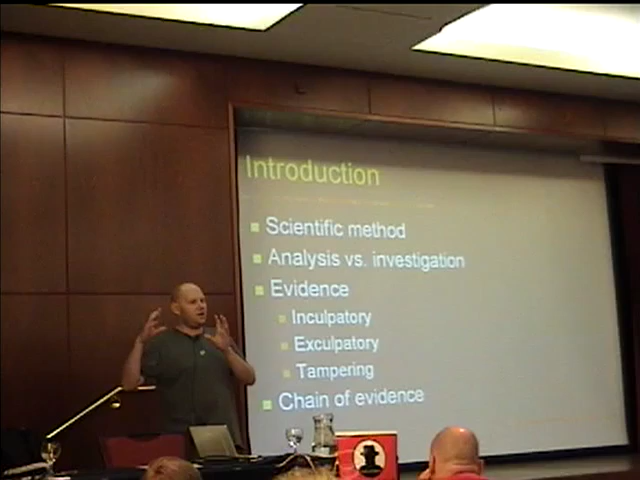 Introduction
Scientific method
Analysis vs. investigation
Evidence
Inculpatory
Exculpatory
Tampering
Chain of evidence